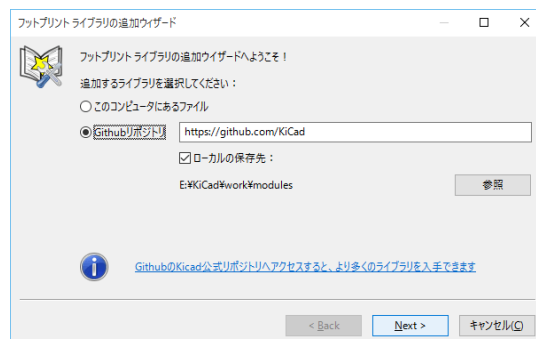 フットプリント ライブラリの追加ウィザード
フットプリント ライブラリの追加ウィザードへようこそ！
追加するライブラリを選択してください：
このコンピュータにあるファイル
Githubリポジトリ https://github.com/KiCad
ローカルの保存先：
E:¥KiCad¥work¥modules 参照
GithubのKicad公式リポジトリへアクセスすると、より多くのライブラリを入手できます
< Back Next > キャンセル(C)